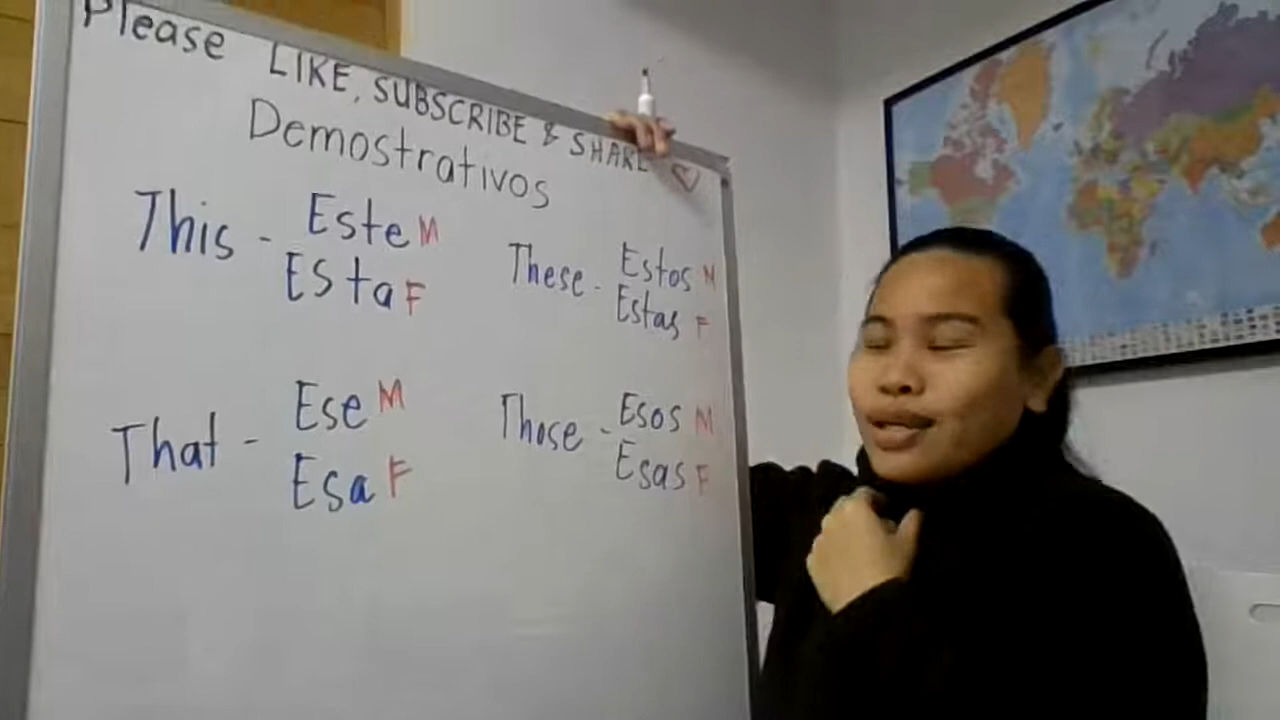 Please LIKE, SUBSCRIBE & SHARE
Demostrativos
This - Este M
Esta F
These - Estos M
Estas F
That - Ese M
Esa F
Those - Esos M
Esas F